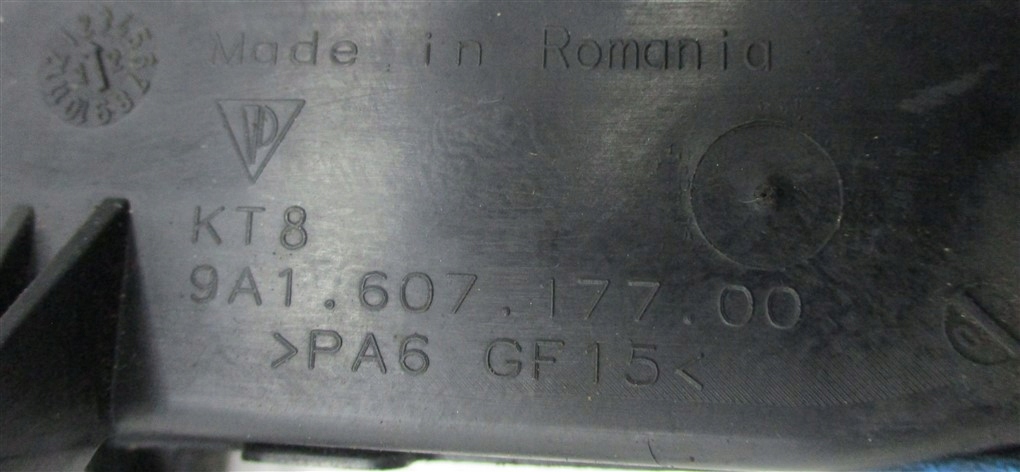 Made in Romania
KT8
9A1.607.177.00
>PA6 GF15<